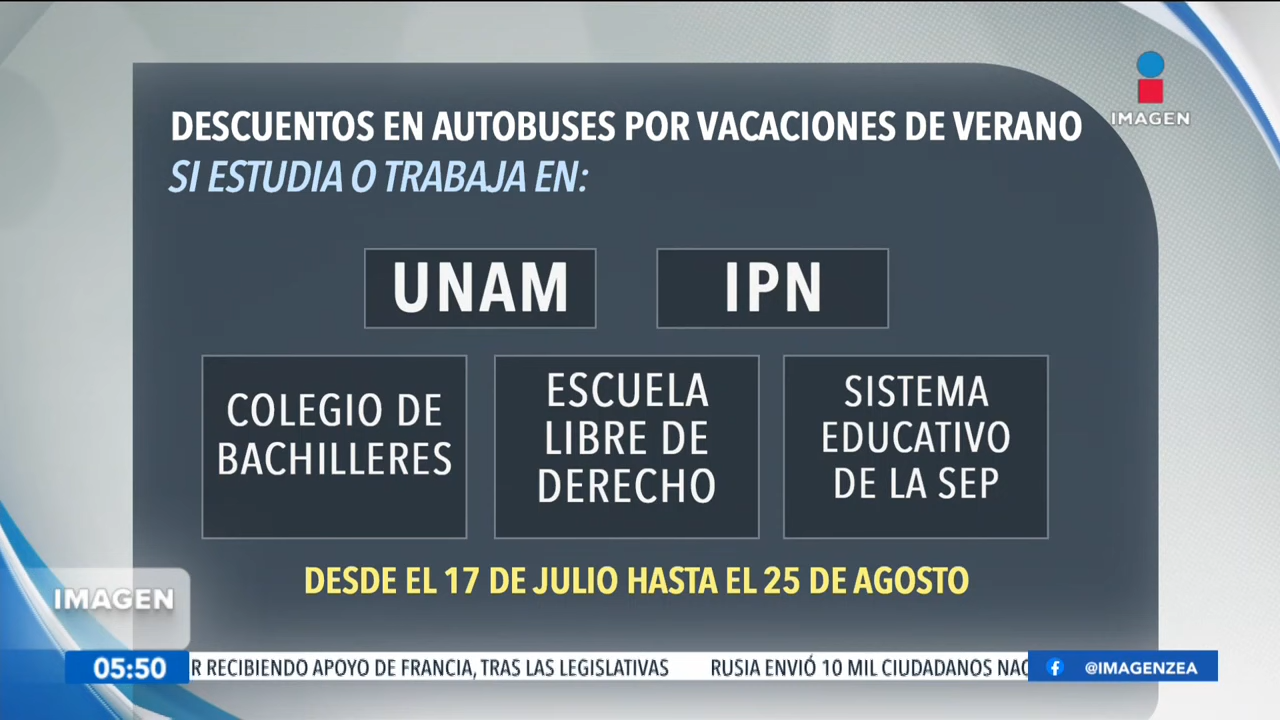 DESCUENTOS EN AUTOBUSES POR VACACIONES DE VERANO
IMAGEN
SI ESTUDIA O TRABAJA EN:
UNAM
IPN
COLEGIO DE
BACHILLERES
ESCUELA
LIBRE DE
DERECHO
SISTEMA
EDUCATIVO
DE LA SEP
DESDE EL 17 DE JULIO HASTA EL 25 DE AGOSTO
IMAGEN
05:50
R RECIBIENDO APOYO DE FRANCIA, TRAS LAS LEGISLATIVAS RUSIA ENVIÓ 10 MIL CIUDADANOS NAC
@IMAGENZEA